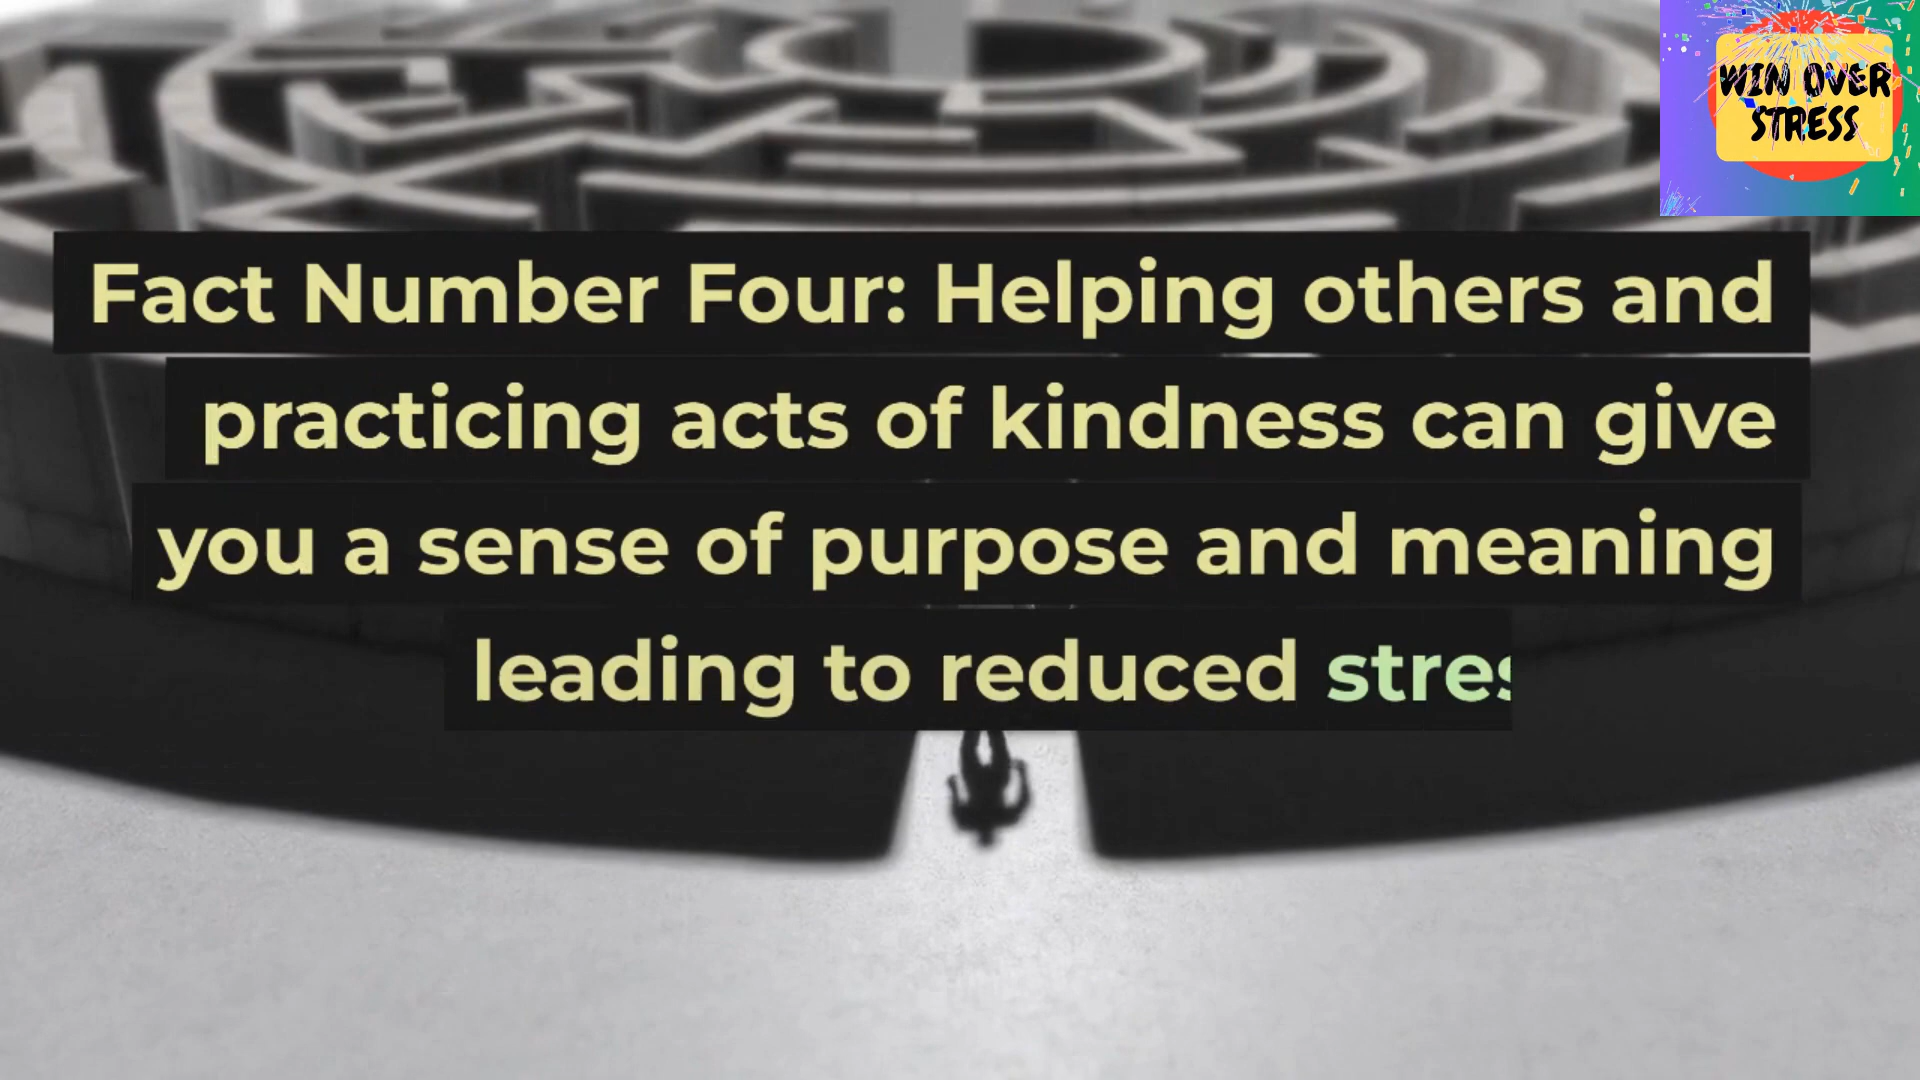 WIN OVER
STRESS
Fact Number Four: Helping others and
practicing acts of kindness can give
you a sense of purpose and meaning
leading to reduced stres